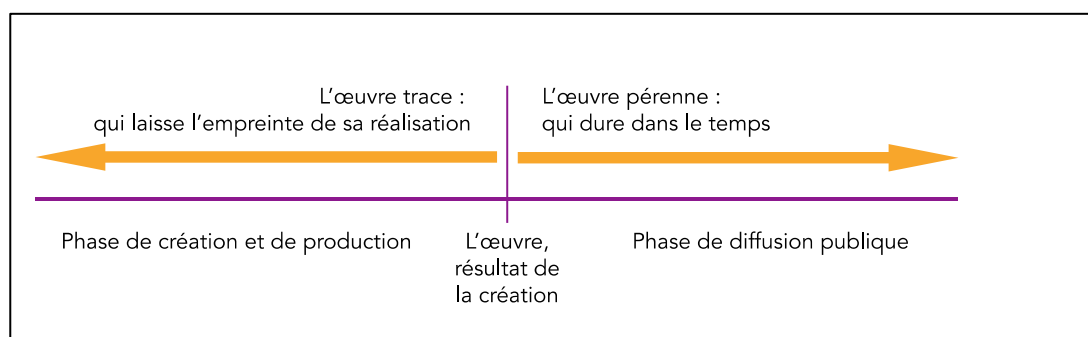 L'œuvre trace :
qui laisse l'empreinte de sa réalisation
L'œuvre pérenne :
qui dure dans le temps
Phase de création et de production
L'œuvre,
résultat de
la création
Phase de diffusion publique